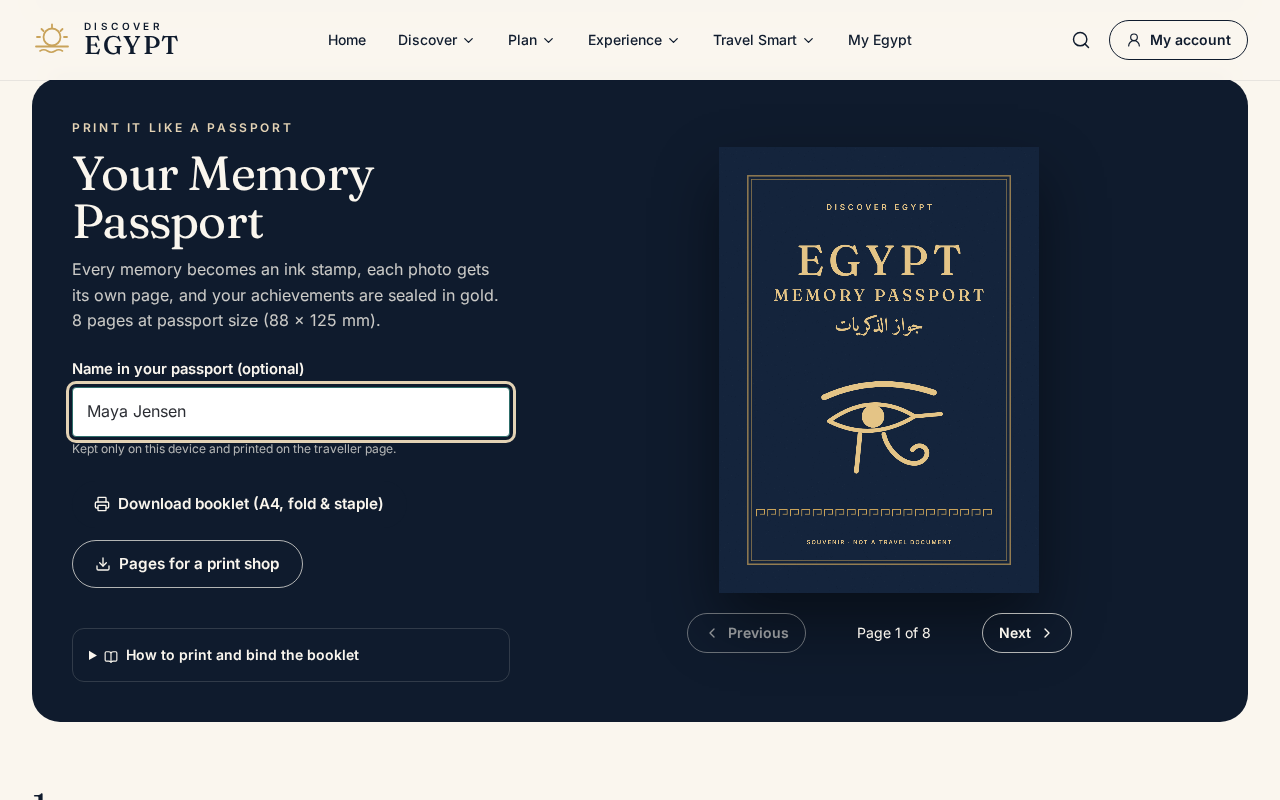 DISCOVER
EGYPT
Home
Discover
Plan
Experience
Travel Smart
My Egypt
My account
PRINT IT LIKE A PASSPORT
Your Memory
Passport
Every memory becomes an ink stamp, each photo gets
its own page, and your achievements are sealed in gold.
8 pages at passport size (88 × 125 mm).
Name in your passport (optional)
Maya Jensen
Kept only on this device and printed on the traveller page.
Download booklet (A4, fold & staple)
Pages for a print shop
How to print and bind the booklet
DISCOVER EGYPT
EGYPT
MEMORY PASSPORT
جواز الذكريات
SOUVENIR · NOT A TRAVEL DOCUMENT
Previous
Page 1 of 8
Next